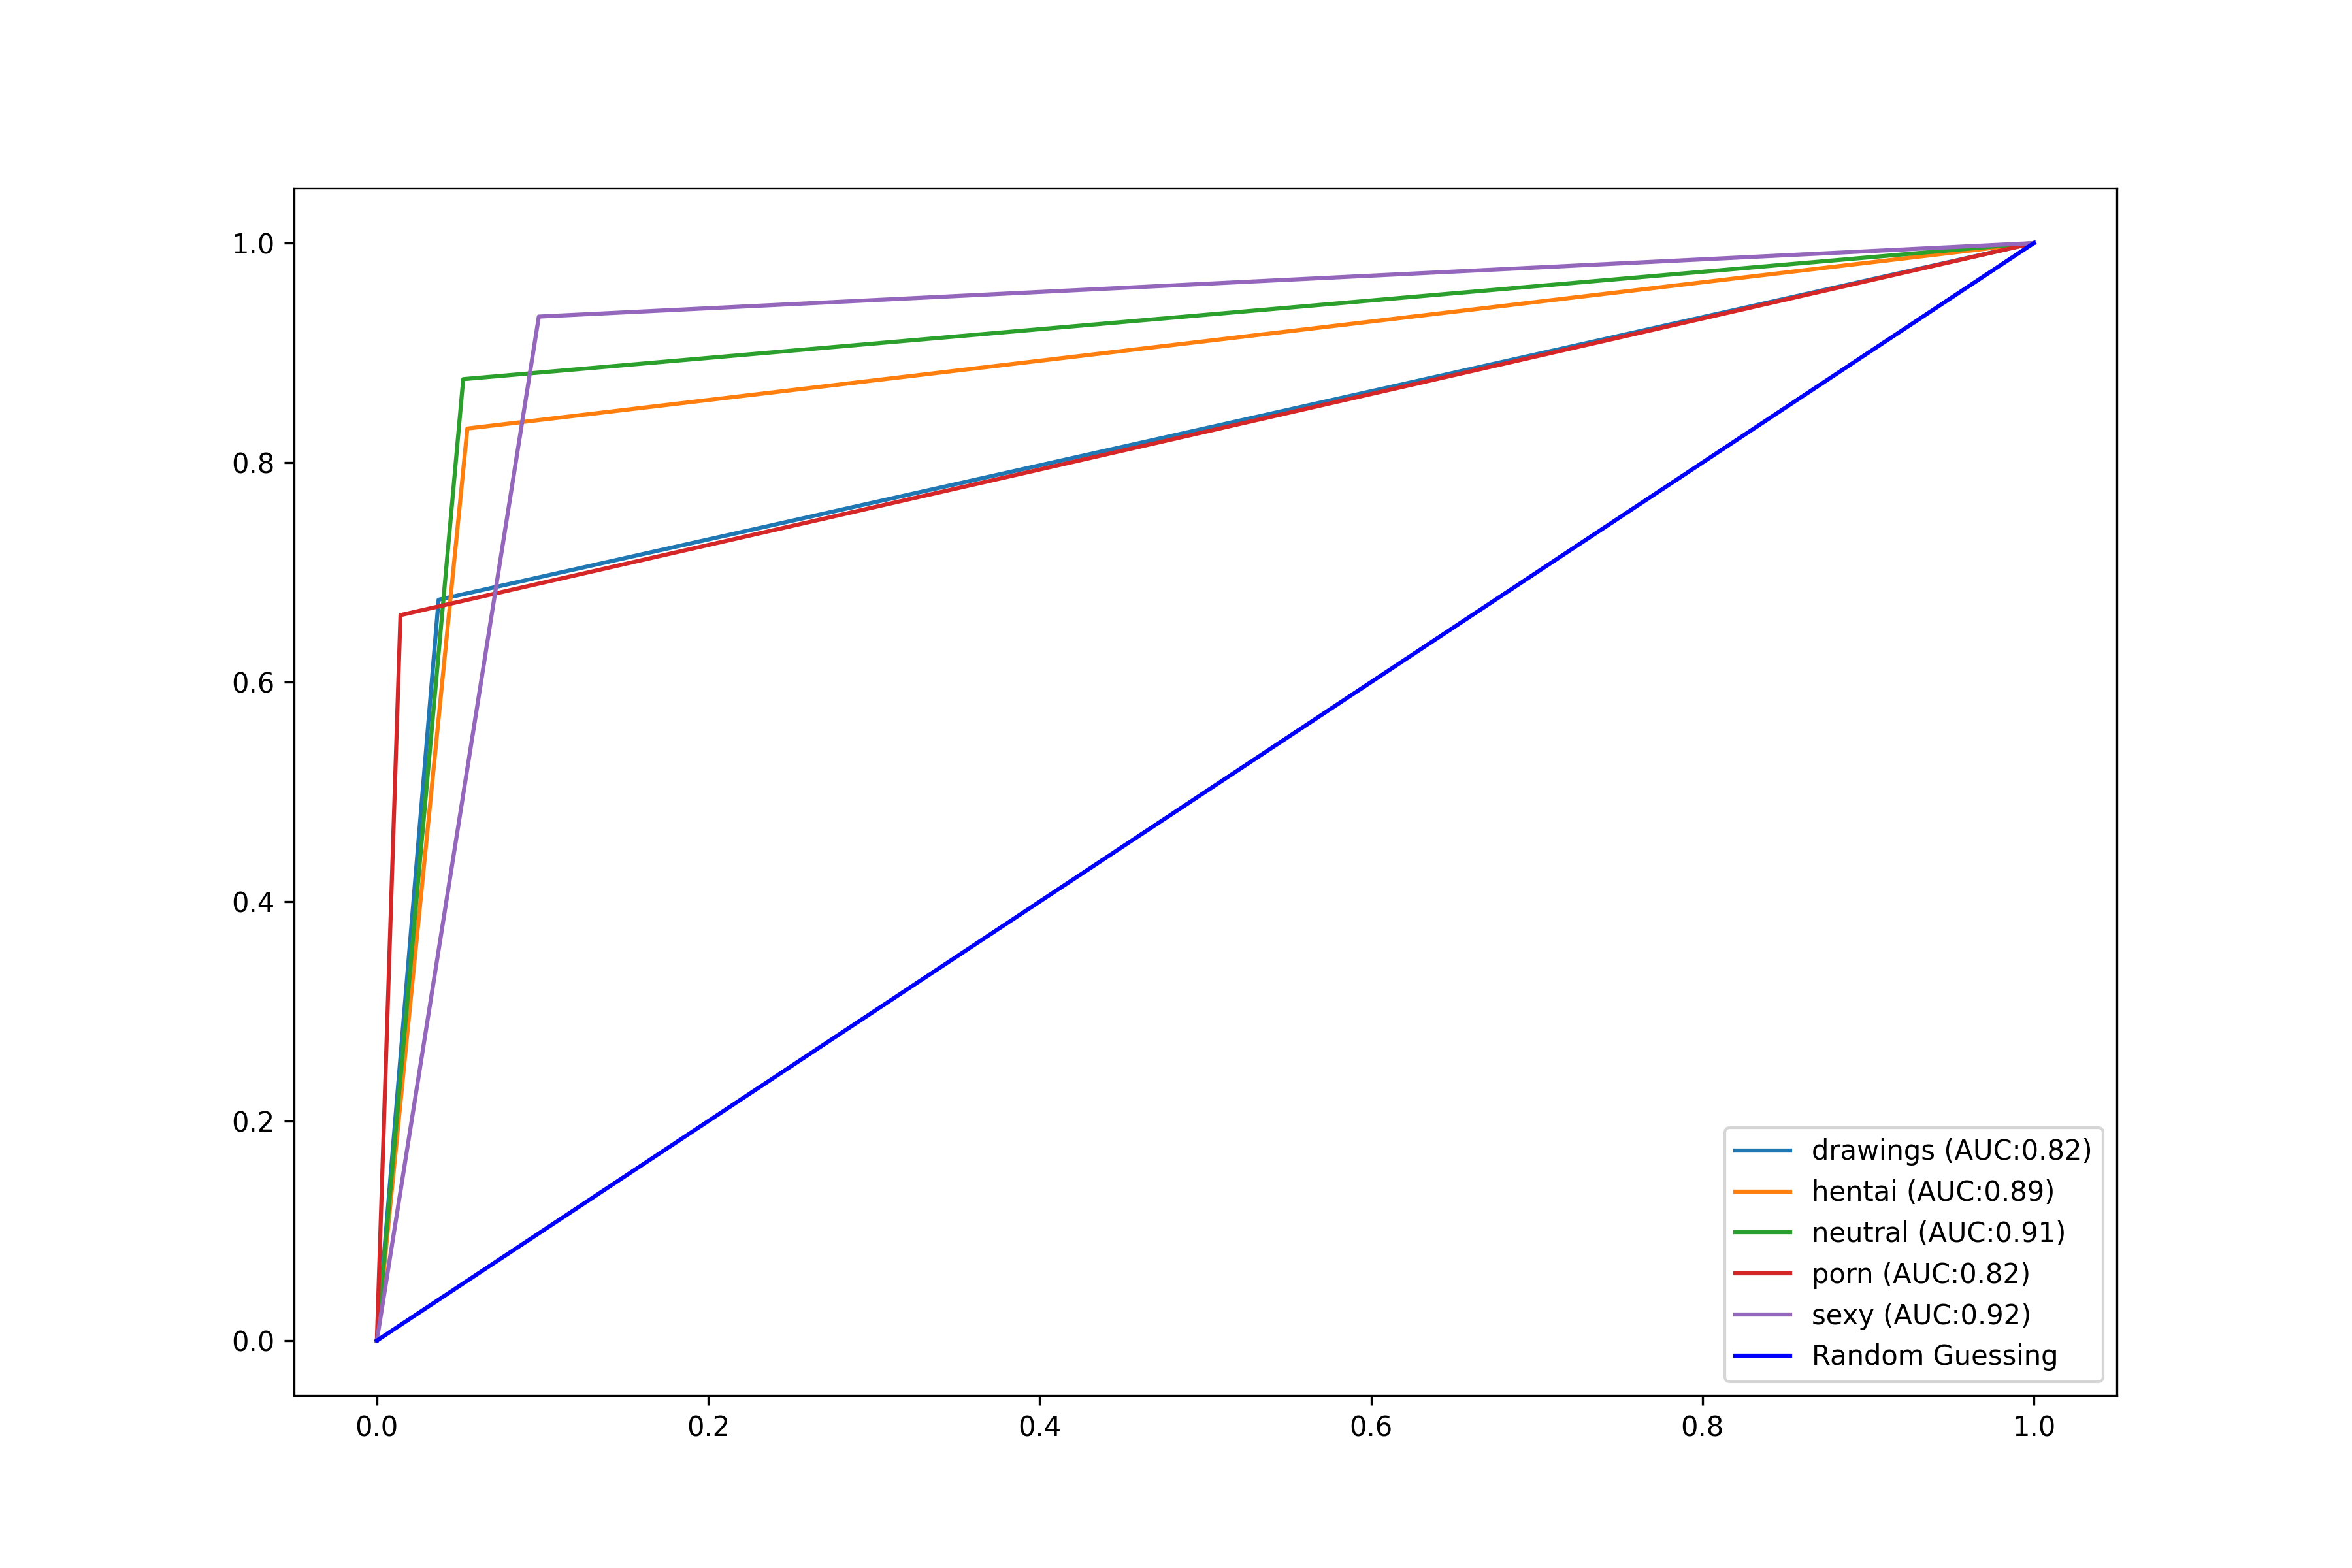 1.0
0.8
0.6
0.4
0.2
0.0
0.0 0.2 0.4 0.6 0.8 1.0
drawings (AUC:0.82)
hentai (AUC:0.89)
neutral (AUC:0.91)
porn (AUC:0.82)
sexy (AUC:0.92)
Random Guessing